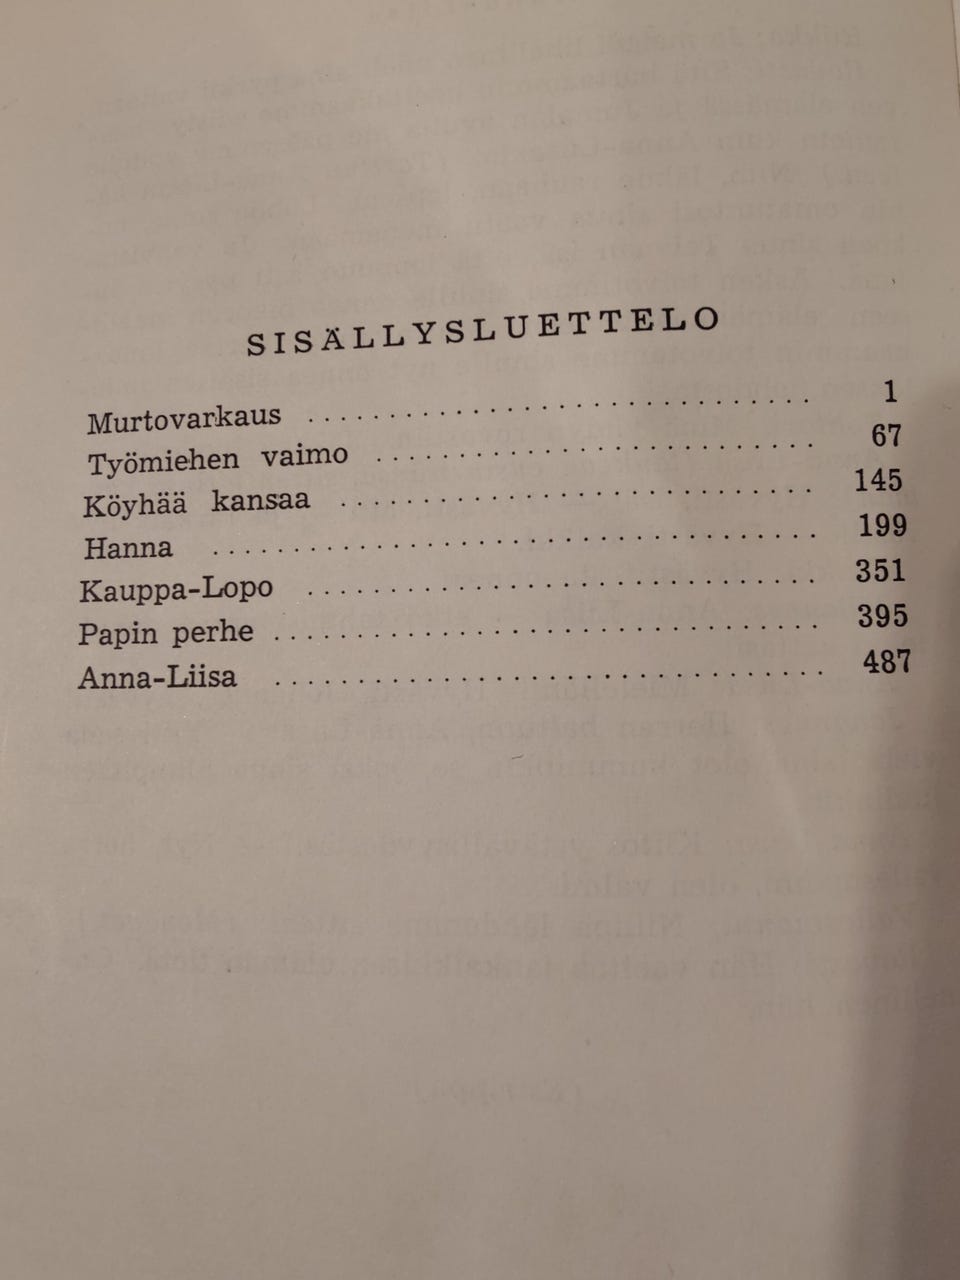 SISÄLLYSLUETTELO
Murtovarkaus . . . . . . . . . . . . . . . . . . . . . . . . . . . . . . . 1
Työmiehen vaimo . . . . . . . . . . . . . . . . . . . . . . . . . . . 67
Köyhää kansaa . . . . . . . . . . . . . . . . . . . . . . . . . . . . . 145
Hanna . . . . . . . . . . . . . . . . . . . . . . . . . . . . . . . . . . . . . 199
Kauppa-Lopo . . . . . . . . . . . . . . . . . . . . . . . . . . . . . . . 351
Papin perhe . . . . . . . . . . . . . . . . . . . . . . . . . . . . . . . . . 395
Anna-Liisa . . . . . . . . . . . . . . . . . . . . . . . . . . . . . . . . . 487